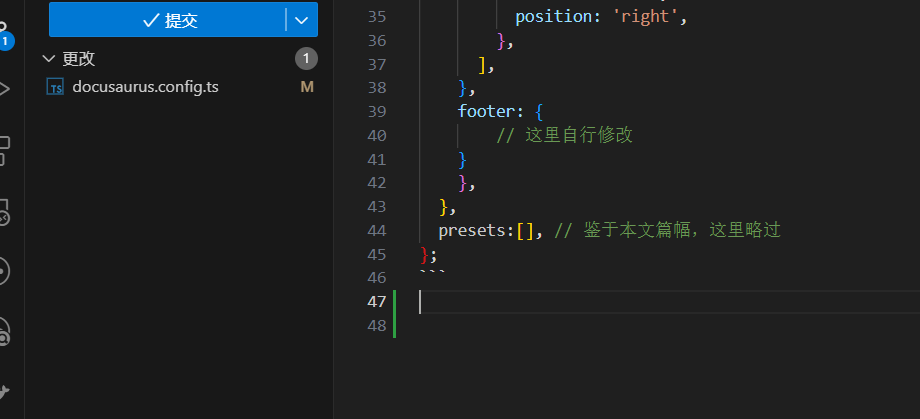 提交
1
更改
1
TS docusaurus.config.ts M
35 position: 'right',
36 },
37 ],
38 },
39 footer: {
40 // 这里自行修改
41 }
42 },
43 },
44 presets:[], // 鉴于本文篇幅，这里略过
45 };
46 ```
47
48